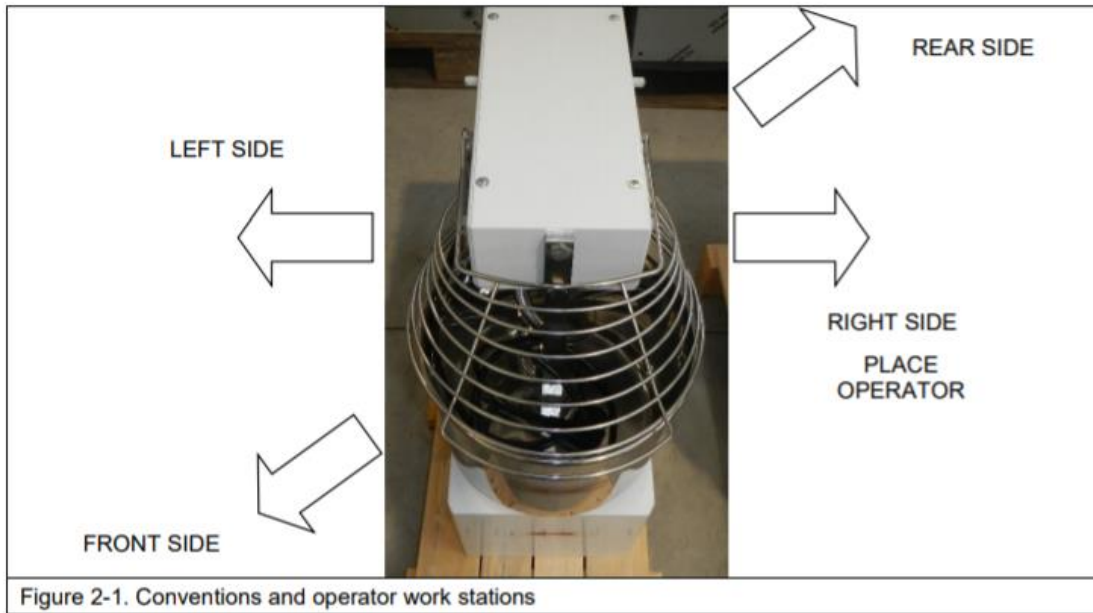 REAR SIDE
LEFT SIDE
RIGHT SIDE
PLACE
OPERATOR
FRONT SIDE
Figure 2-1. Conventions and operator work stations